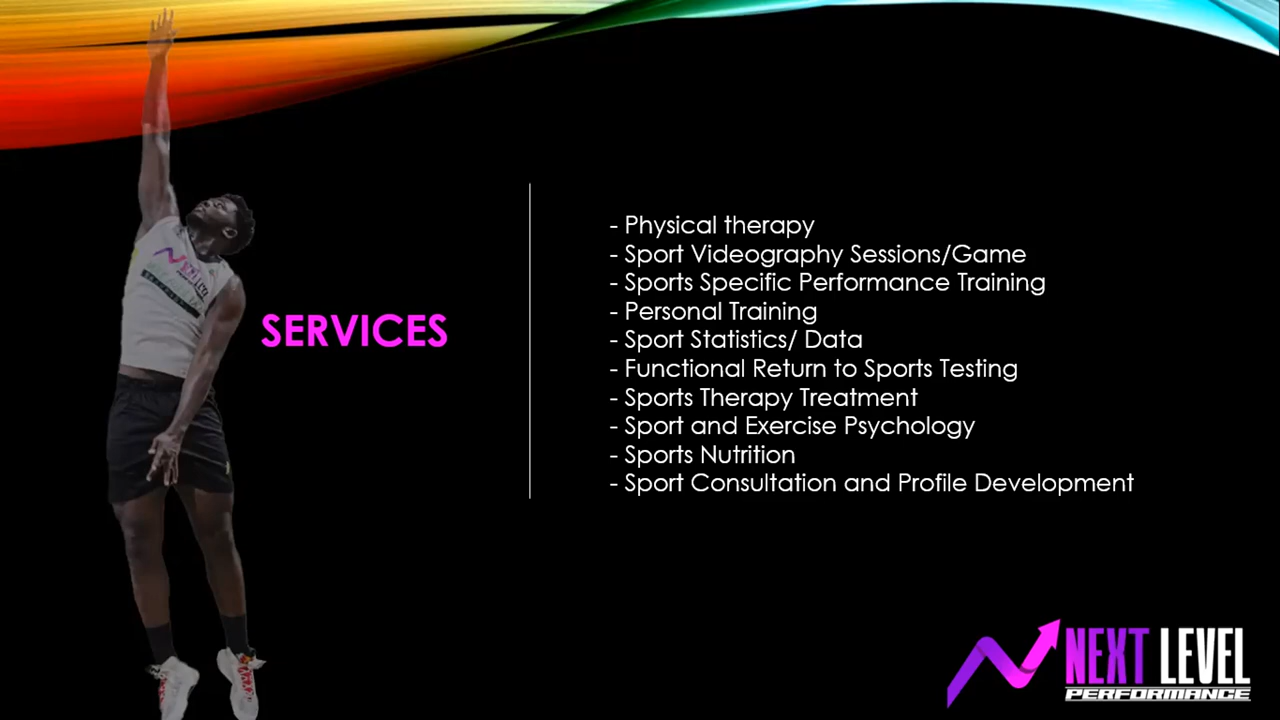 SERVICES
- Physical therapy
- Sport Videography Sessions/Game
- Sports Specific Performance Training
- Personal Training
- Sport Statistics/ Data
- Functional Return to Sports Testing
- Sports Therapy Treatment
- Sport and Exercise Psychology
- Sports Nutrition
- Sport Consultation and Profile Development
NEXT LEVEL
PERFORMANCE